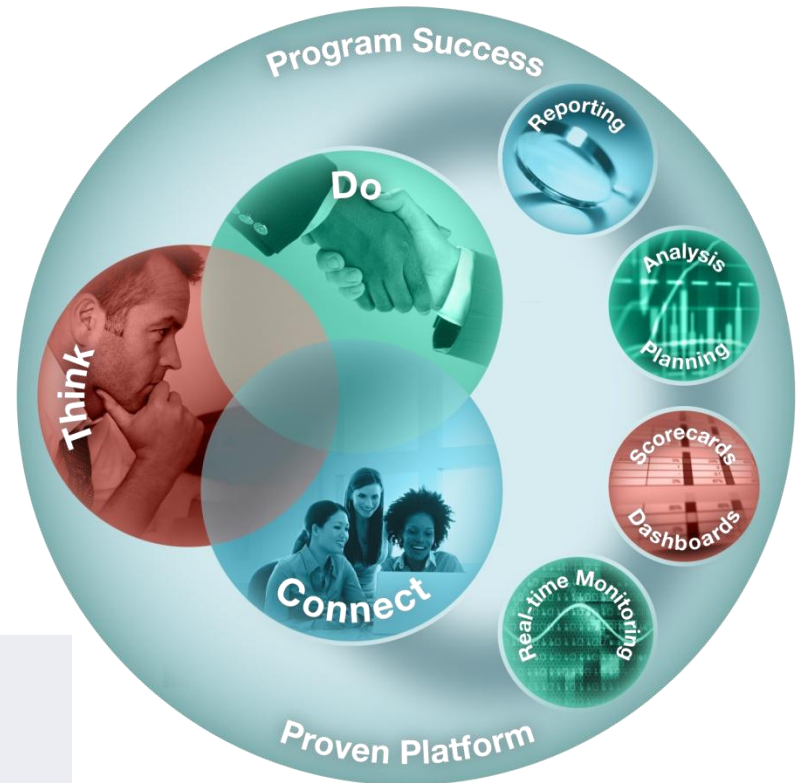 Program Success
Reporting
Do
Analysis
Planning
Think
Scorecards
Dashboards
Connect
Real-time Monitoring
Proven Platform